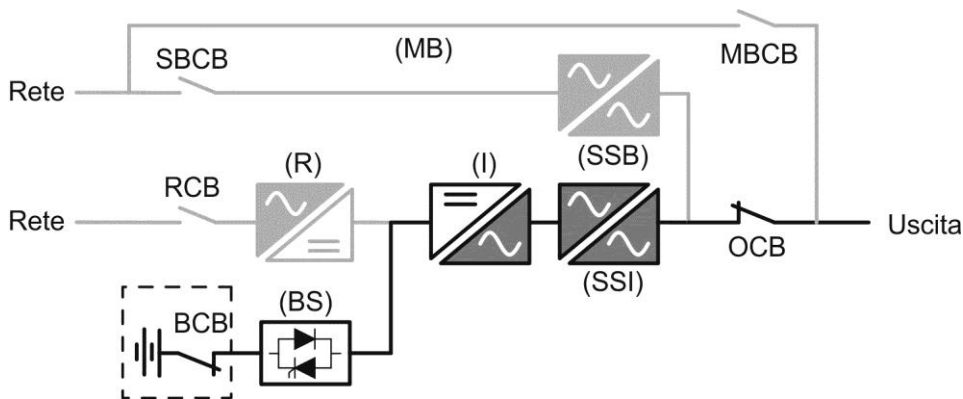 (MB)
MBCB
SBCB
Rete
(SSB)
(R)
(I)
RCB
Rete
Uscita
OCB
(SSI)
(BS)
BCB